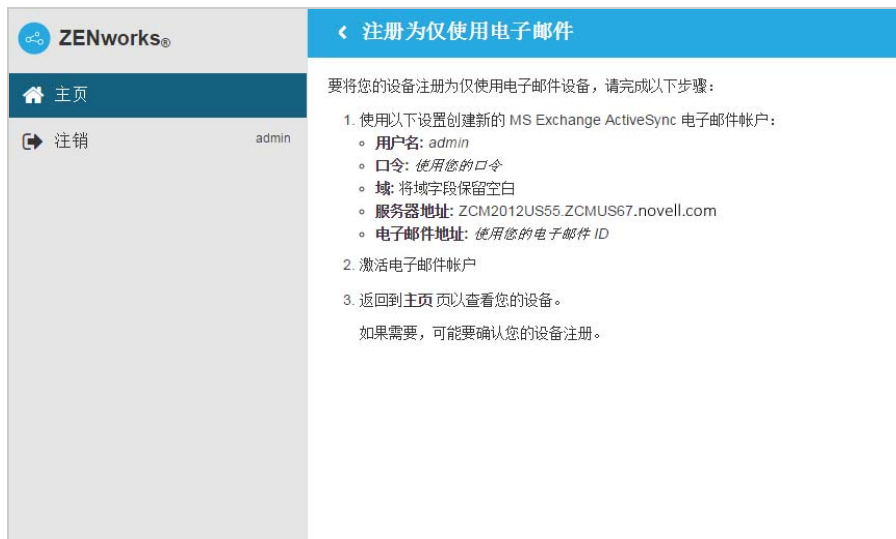 ZENworks®
注册为仅使用电子邮件
主页
注销 admin
要将您的设备注册为仅使用电子邮件设备，请完成以下步骤：
1. 使用以下设置创建新的 MS Exchange ActiveSync 电子邮件帐户：
◦ 用户名: admin
◦ 口令: 使用您的口令
◦ 域: 将域字段保留空白
◦ 服务器地址: ZCM2012US55.ZCMUS67.novell.com
◦ 电子邮件地址: 使用您的电子邮件 ID
2. 激活电子邮件帐户
3. 返回到主页 页以查看您的设备。
如果需要，可能要确认您的设备注册。